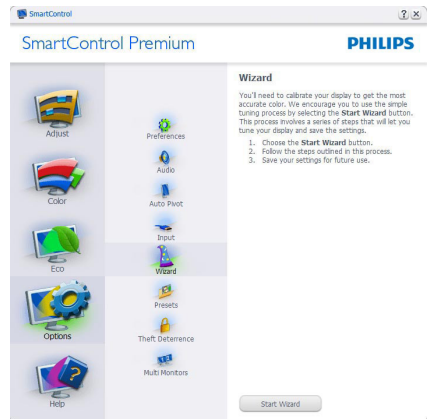 SmartControl
SmartControl Premium
PHILIPS
Adjust
Color
Eco
Options
Help
Preferences
Audio
Auto Pivot
Input
Wizard
Presets
Theft Deterrence
Multi Monitors
Wizard
You'll need to calibrate your display to get the most
accurate color. We encourage you to use the simple
tuning process by selecting the Start Wizard button.
This process involves a series of steps that will let you
tune your display and save the settings.
1. Choose the Start Wizard button.
2. Follow the steps outlined in this process.
3. Save your settings for future use.
Start Wizard